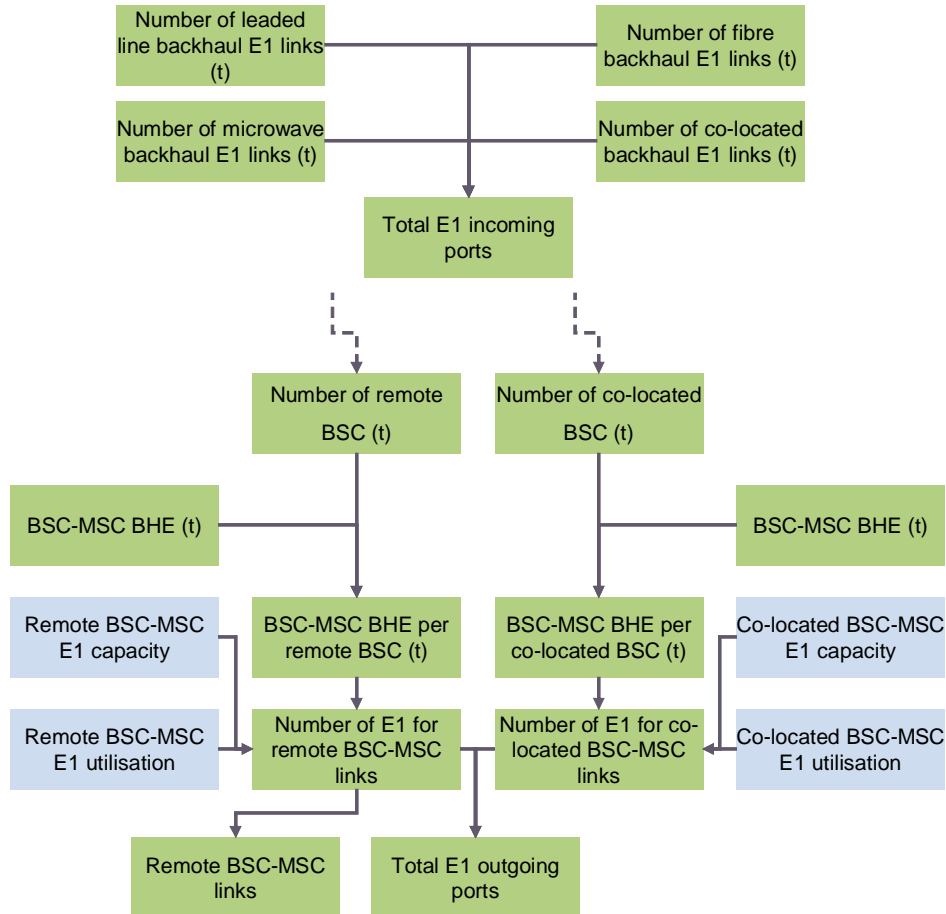 Number of leaded
line backhaul E1 links
(t)
Number of fibre
backhaul E1 links (t)
Number of microwave
backhaul E1 links (t)
Number of co-located
backhaul E1 links (t)
Total E1 incoming
ports
Number of remote
BSC (t)
Number of co-located
BSC (t)
BSC-MSC BHE (t)
BSC-MSC BHE (t)
Remote BSC-MSC
E1 capacity
BSC-MSC BHE per
remote BSC (t)
BSC-MSC BHE per
co-located BSC (t)
Co-located BSC-MSC
E1 capacity
Remote BSC-MSC
E1 utilisation
Number of E1 for
remote BSC-MSC
links
Number of E1 for co-
located BSC-MSC
links
Co-located BSC-MSC
E1 utilisation
Remote BSC-MSC
links
Total E1 outgoing
ports